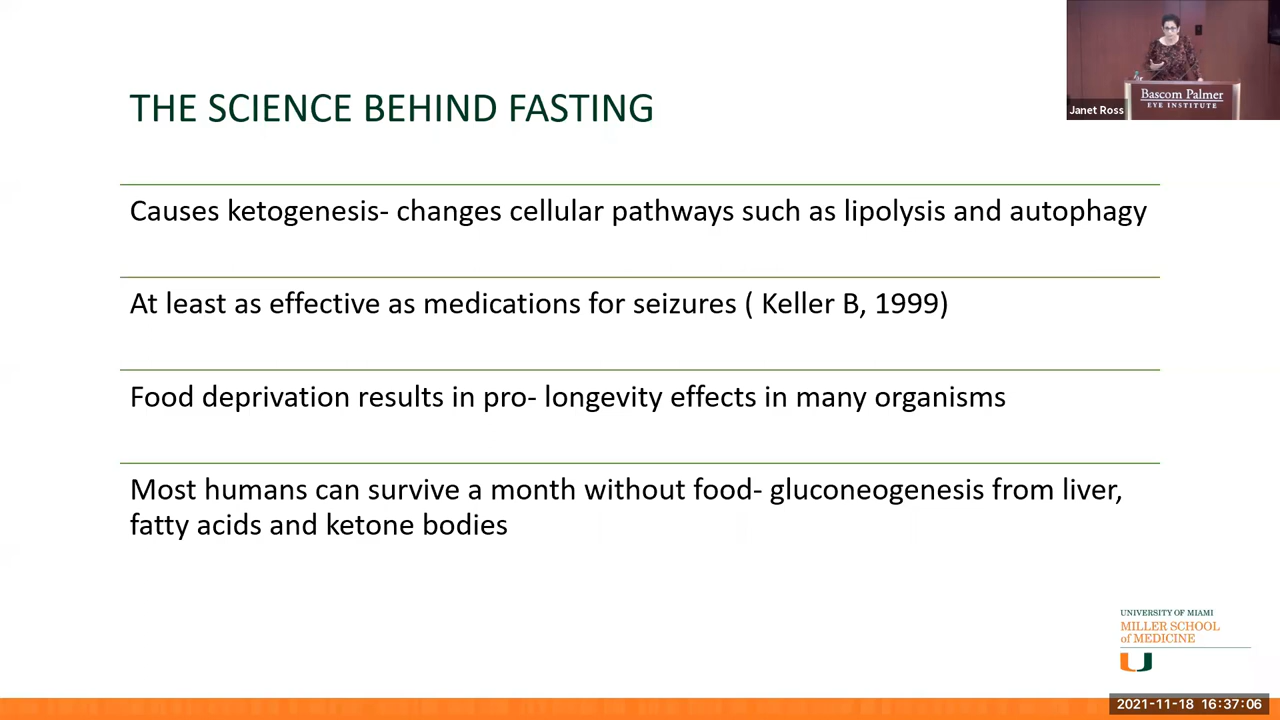 THE SCIENCE BEHIND FASTING
Bascom Palmer
EYE INSTITUTE
Janet Ross
Causes ketogenesis- changes cellular pathways such as lipolysis and autophagy
At least as effective as medications for seizures ( Keller B, 1999)
Food deprivation results in pro- longevity effects in many organisms
Most humans can survive a month without food- gluconeogenesis from liver,
fatty acids and ketone bodies
UNIVERSITY OF MIAMI
MILLER SCHOOL
of MEDICINE
2021-11-18 16:37:06